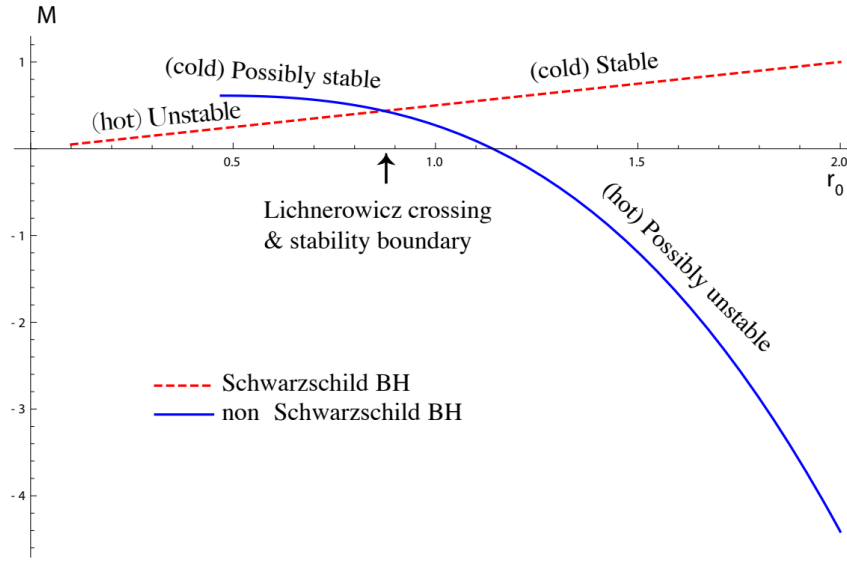 M
1
(cold) Possibly stable
(cold) Stable
(hot) Unstable
0.5
1.0
1.5
2.0
r0
Lichnerowicz crossing
& stability boundary
(hot) Possibly unstable
- 1
- 2
- 3
- 4
Schwarzschild BH
non Schwarzschild BH